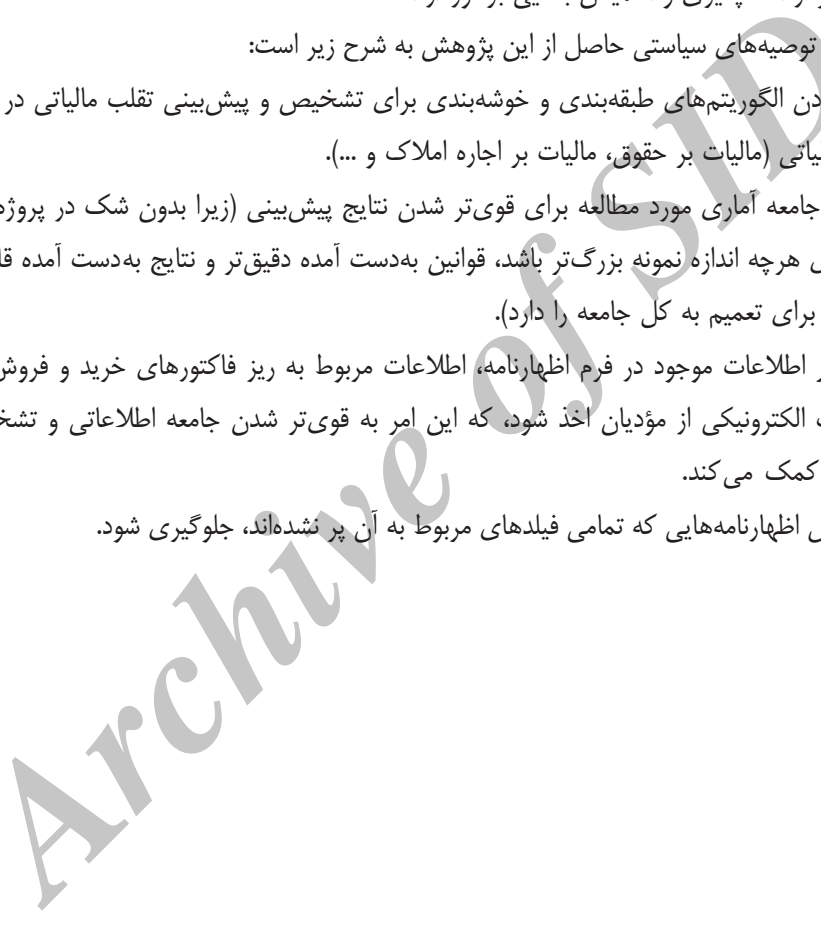 توصیه‌های سیاستی حاصل از این پژوهش به شرح زیر است:
دن الگوریتم‌های طبقه‌بندی و خوشه‌بندی برای تشخیص و پیش‌بینی تقلب مالیاتی در
یاتی (مالیات بر حقوق، مالیات بر اجاره املاک و ...).
جامعه آماری مورد مطالعه برای قوی‌تر شدن نتایج پیش‌بینی (زیرا بدون شک در پروژه
هرچه اندازه نمونه بزرگ‌تر باشد، قوانین به‌دست آمده دقیق‌تر و نتایج به‌دست آمده قا
برای تعمیم به کل جامعه را دارد).
اطلاعات موجود در فرم اظهارنامه، اطلاعات مربوط به ریز فاکتورهای خرید و فروش
الکترونیکی از مؤدیان اخذ شود، که این امر به قوی‌تر شدن جامعه اطلاعاتی و تشخ
کمک می‌کند.
اظهارنامه‌هایی که تمامی فیلدهای مربوط به آن پر نشده‌اند، جلوگیری شود.
Archive of SID